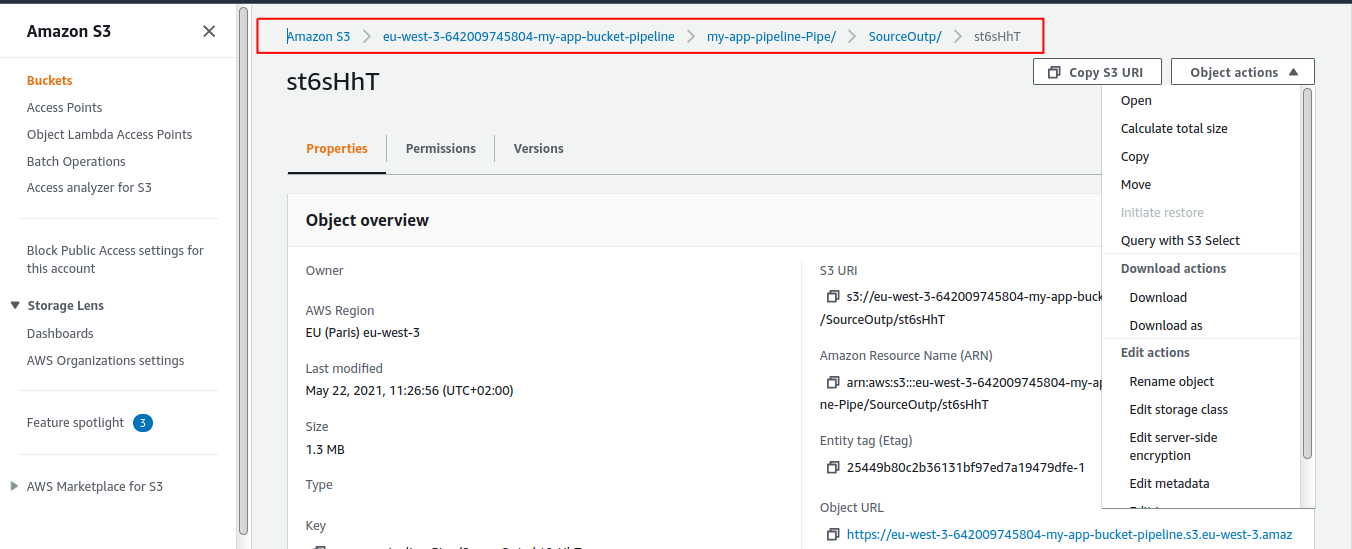 Amazon S3
Buckets
Access Points
Object Lambda Access Points
Batch Operations
Access analyzer for S3
Block Public Access settings for
this account
Storage Lens
Dashboards
AWS Organizations settings
Feature spotlight 3
AWS Marketplace for S3
Amazon S3 > eu-west-3-642009745804-my-app-bucket-pipeline > my-app-pipeline-Pipe/ > SourceOutp/ > st6sHhT
st6sHhT
Copy S3 URI
Object actions
Open
Calculate total size
Copy
Move
Initiate restore
Query with S3 Select
Download actions
Download
Download as
Edit actions
Rename object
Edit storage class
Edit server-side
encryption
Edit metadata
Properties
Permissions
Versions
Object overview
Owner
AWS Region
EU (Paris) eu-west-3
Last modified
May 22, 2021, 11:26:56 (UTC+02:00)
Size
1.3 MB
Type
Key
S3 URI
s3://eu-west-3-642009745804-my-app-buck
/SourceOutp/st6sHhT
Amazon Resource Name (ARN)
arn:aws:s3:::eu-west-3-642009745804-my-ap
ne-Pipe/SourceOutp/st6sHhT
Entity tag (Etag)
25449b80c2b36131bf97ed7a19479dfe-1
Object URL
https://eu-west-3-642009745804-my-app-bucket-pipeline.s3.eu-west-3.amaz